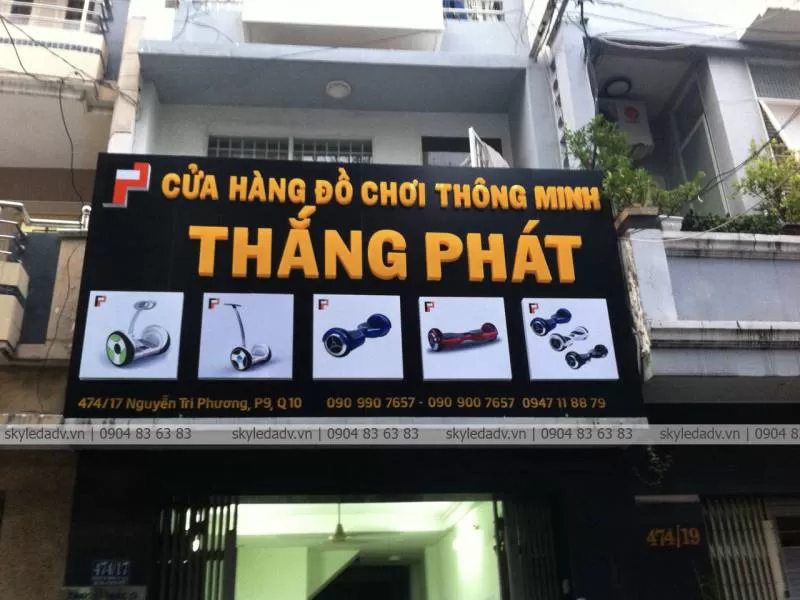 CỬA HÀNG ĐỒ CHƠI THÔNG MINH
THẮNG PHÁT
474/17 Nguyễn Tri Phương, P9, Q10 090 990 7657 - 090 900 7657 0947 11 88 79
skyledadv.vn | 0904 83 63 83 skyledadv.vn | 0904 83 63 83 skyledadv.vn | 0904 83 63 83 skyledadv.vn | 0904 83
474/19
474/17